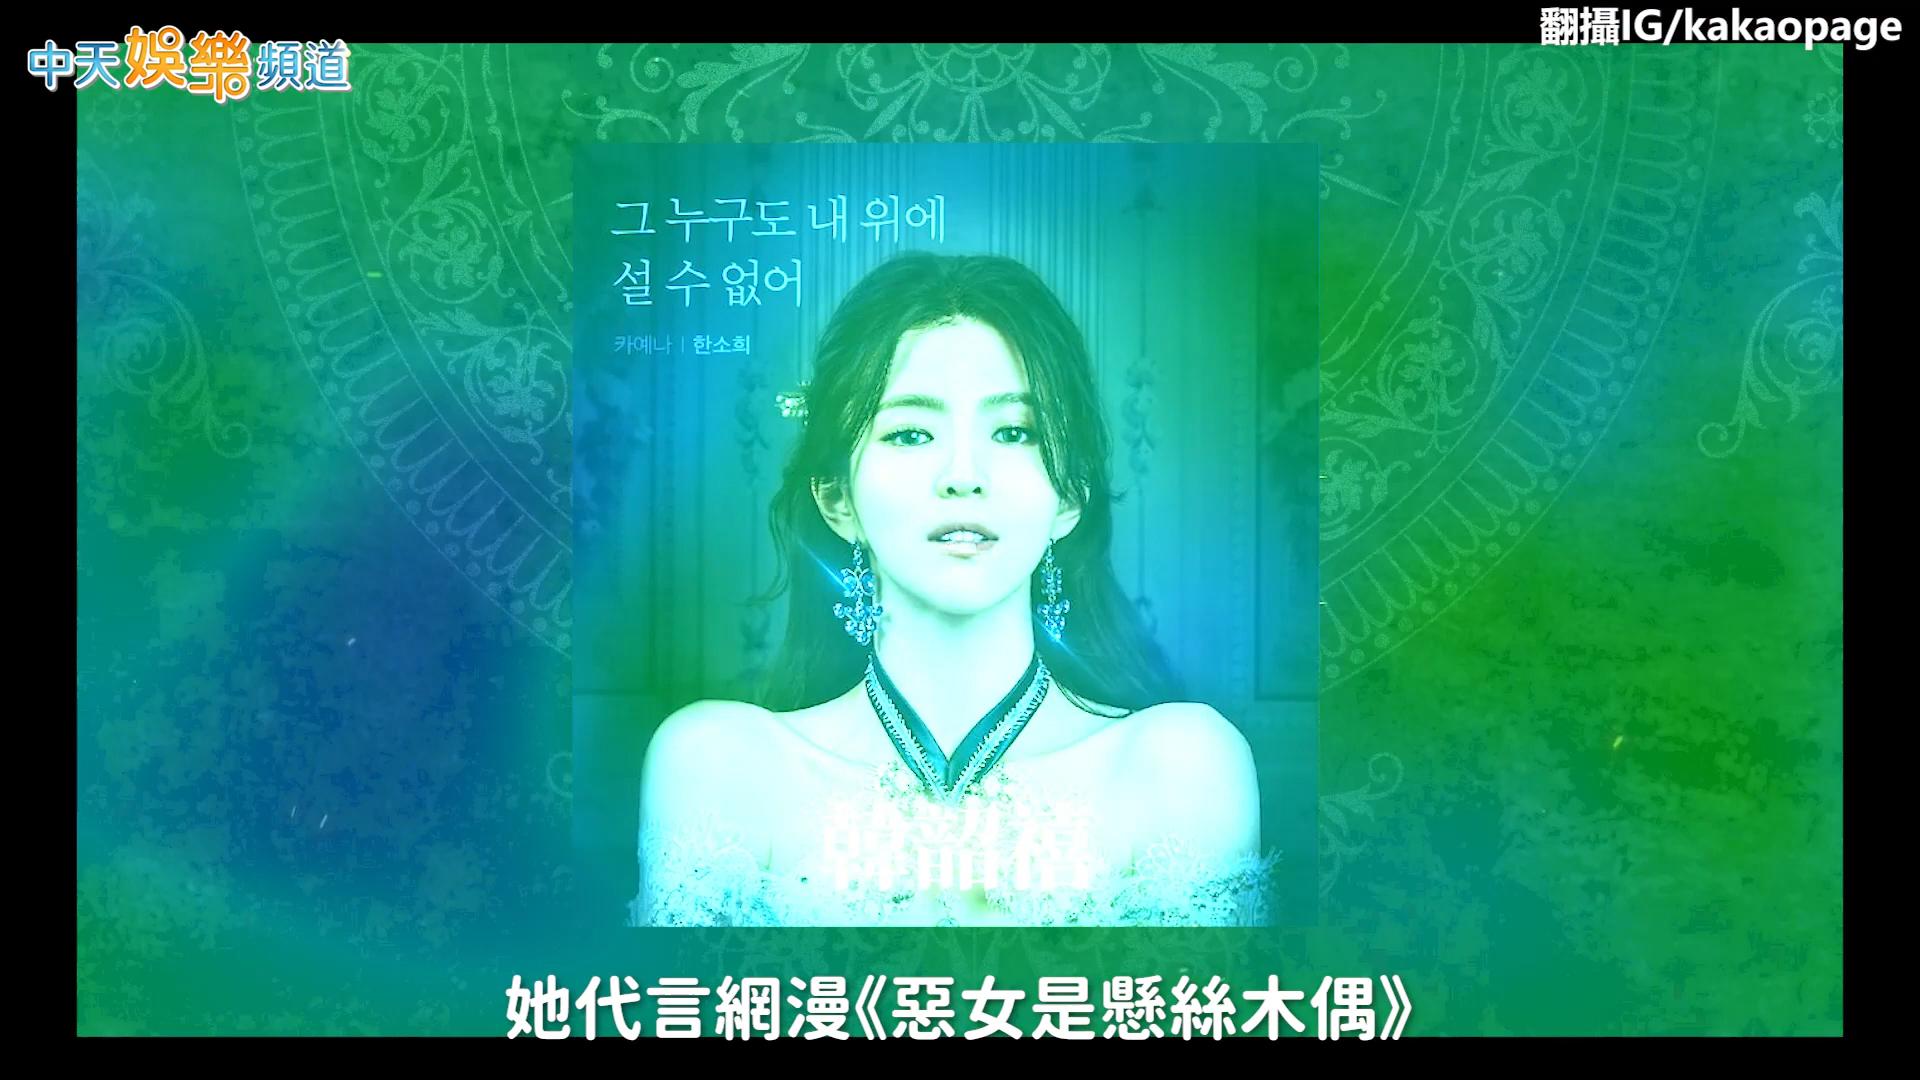 翻攝IG/kakaopage
中天娛樂頻道
그 누구도 내 위에
설 수 없어
카예나 | 한소희
韓韶禧
她代言網漫《惡女是懸絲木偶》